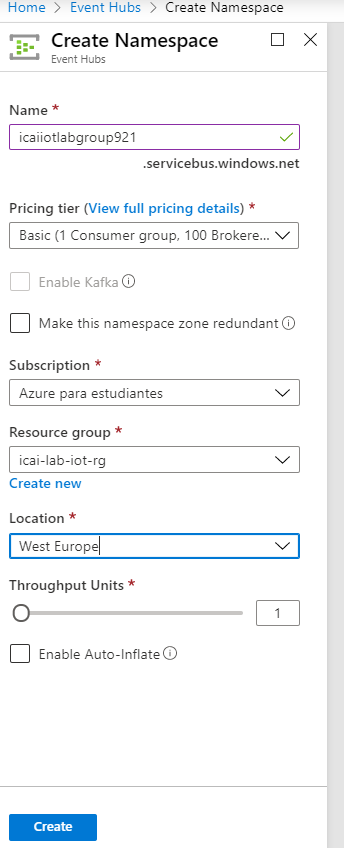 Home > Event Hubs > Create Namespace
Create Namespace
Event Hubs
Name *
icaiiotlabgroup921
.servicebus.windows.net
Pricing tier (View full pricing details) *
Basic (1 Consumer group, 100 Brokere...
Enable Kafka
Make this namespace zone redundant
Subscription *
Azure para estudiantes
Resource group *
icai-lab-iot-rg
Create new
Location *
West Europe
Throughput Units *
1
Enable Auto-Inflate
Create